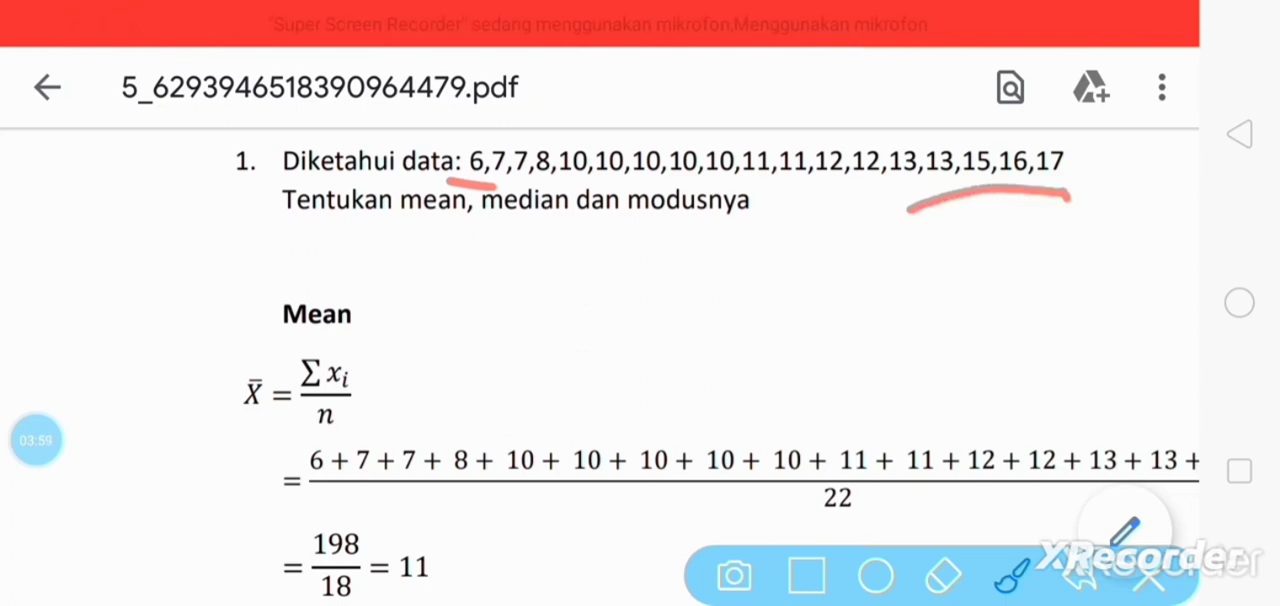 "Super Screen Recorder" sedang menggunakan mikrofon,Menggunakan mikrofon
5_6293946518390964479.pdf
1. Diketahui data: 6,7,7,8,10,10,10,10,10,11,11,12,12,13,13,15,16,17
Tentukan mean, median dan modusnya
Mean
X̄ = ∑ xᵢ / n
= 6 + 7 + 7 + 8 + 10 + 10 + 10 + 10 + 10 + 11 + 11 + 12 + 12 + 13 + 13 + / 22
03:59
= 198 / 18 = 11
XRecorder